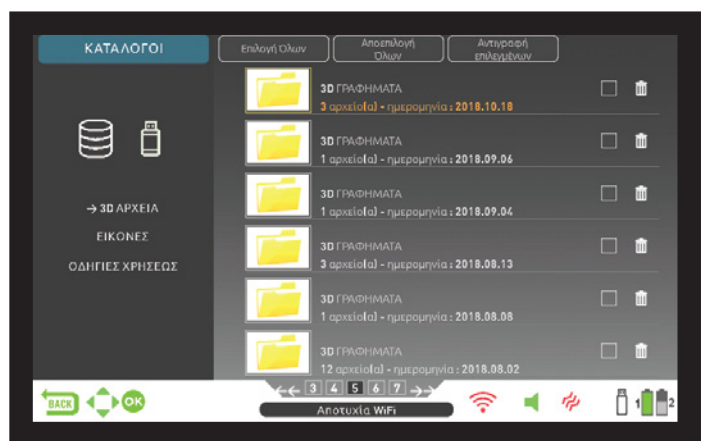 ΚΑΤΑΛΟΓΟΙ
Επιλογή Όλων
Αποεπιλογή
Όλων
Αντιγραφή
επιλεγμένων
3D ΓΡΑΦΗΜΑΤΑ
3 αρχείο(α) - ημερομηνία : 2018.10.18
3D ΓΡΑΦΗΜΑΤΑ
1 αρχείο(α) - ημερομηνία : 2018.09.06
3D ΓΡΑΦΗΜΑΤΑ
1 αρχείο(α) - ημερομηνία : 2018.09.04
3D ΓΡΑΦΗΜΑΤΑ
3 αρχείο(α) - ημερομηνία : 2018.08.13
3D ΓΡΑΦΗΜΑΤΑ
1 αρχείο(α) - ημερομηνία : 2018.08.08
3D ΓΡΑΦΗΜΑΤΑ
12 αρχείο(α) - ημερομηνία : 2018.08.02
→ 3D ΑΡΧΕΙΑ
ΕΙΚΟΝΕΣ
ΟΔΗΓΙΕΣ ΧΡΗΣΕΩΣ
BACK OK
←← 3 4 5 6 7 →→
Αποτυχία WiFi
1 2